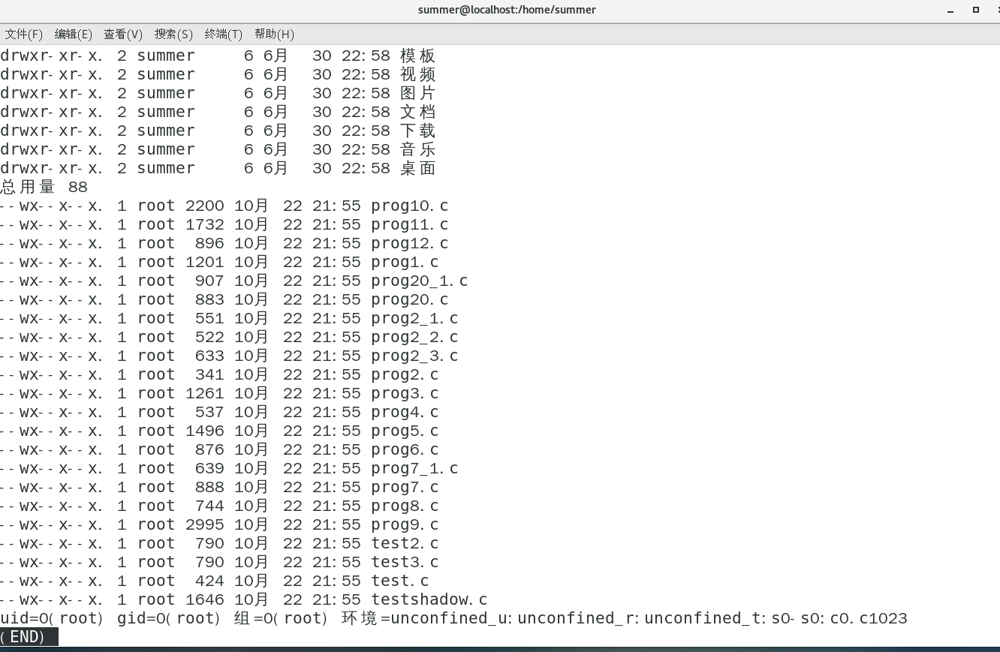 summer@localhost:/home/summer
文件(F) 编辑(E) 查看(V) 搜索(S) 终端(T) 帮助(H)
drwxr-xr-x. 2 summer     6 6月  30 22:58 模板
drwxr-xr-x. 2 summer     6 6月  30 22:58 视频
drwxr-xr-x. 2 summer     6 6月  30 22:58 图片
drwxr-xr-x. 2 summer     6 6月  30 22:58 文档
drwxr-xr-x. 2 summer     6 6月  30 22:58 下载
drwxr-xr-x. 2 summer     6 6月  30 22:58 音乐
drwxr-xr-x. 2 summer     6 6月  30 22:58 桌面
总用量 88
--wx--x--x. 1 root 2200 10月 22 21:55 prog10.c
--wx--x--x. 1 root 1732 10月 22 21:55 prog11.c
--wx--x--x. 1 root  896 10月 22 21:55 prog12.c
--wx--x--x. 1 root 1201 10月 22 21:55 prog1.c
--wx--x--x. 1 root  907 10月 22 21:55 prog20_1.c
--wx--x--x. 1 root  883 10月 22 21:55 prog20.c
--wx--x--x. 1 root  551 10月 22 21:55 prog2_1.c
--wx--x--x. 1 root  522 10月 22 21:55 prog2_2.c
--wx--x--x. 1 root  633 10月 22 21:55 prog2_3.c
--wx--x--x. 1 root  341 10月 22 21:55 prog2.c
--wx--x--x. 1 root 1261 10月 22 21:55 prog3.c
--wx--x--x. 1 root  537 10月 22 21:55 prog4.c
--wx--x--x. 1 root 1496 10月 22 21:55 prog5.c
--wx--x--x. 1 root  876 10月 22 21:55 prog6.c
--wx--x--x. 1 root  639 10月 22 21:55 prog7_1.c
--wx--x--x. 1 root  888 10月 22 21:55 prog7.c
--wx--x--x. 1 root  744 10月 22 21:55 prog8.c
--wx--x--x. 1 root 2995 10月 22 21:55 prog9.c
--wx--x--x. 1 root  790 10月 22 21:55 test2.c
--wx--x--x. 1 root  790 10月 22 21:55 test3.c
--wx--x--x. 1 root  424 10月 22 21:55 test.c
--wx--x--x. 1 root 1646 10月 22 21:55 testshadow.c
uid=0(root) gid=0(root) 组=0(root) 环境=unconfined_u:unconfined_r:unconfined_t:s0-s0:c0.c1023
(END)